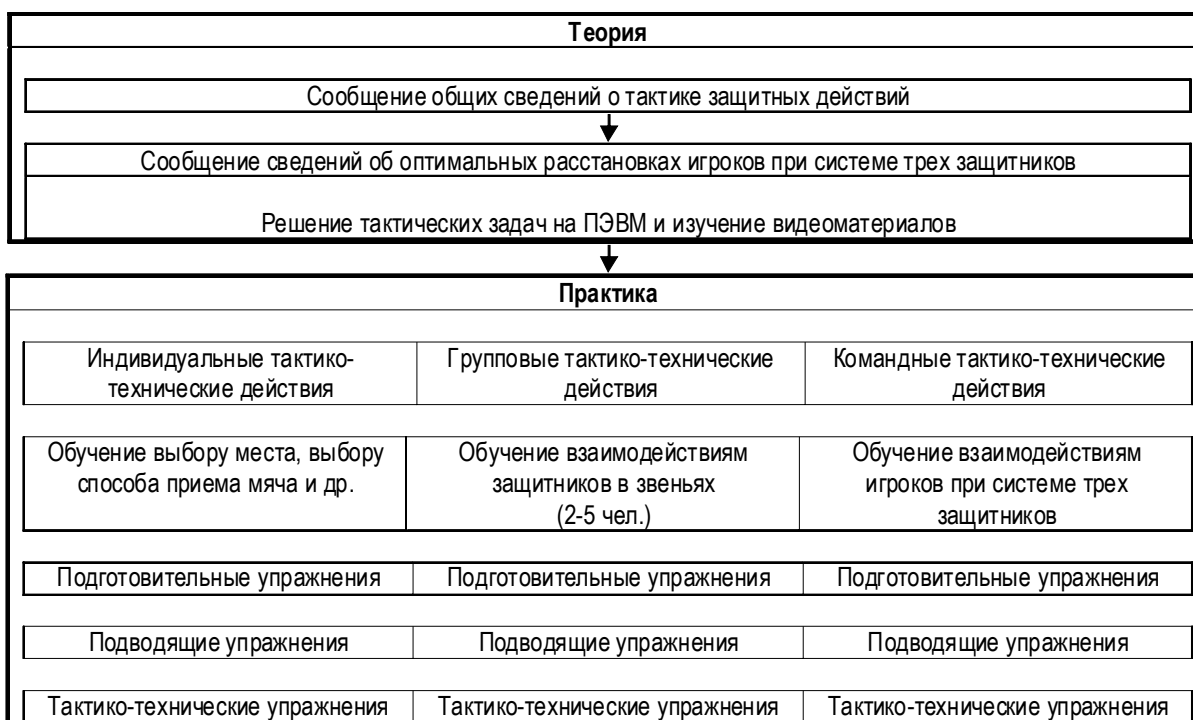 Теория
Сообщение общих сведений о тактике защитных действий
Сообщение сведений об оптимальных расстановках игроков при системе трех защитников
Решение тактических задач на ПЭВМ и изучение видеоматериалов
Практика
Индивидуальные тактико-
технические действия
Групповые тактико-технические
действия
Командные тактико-технические
действия
Обучение выбору места, выбору
способа приема мяча и др.
Обучение взаимодействиям
защитников в звеньях
(2-5 чел.)
Обучение взаимодействиям
игроков при системе трех
защитников
Подготовительные упражнения
Подготовительные упражнения
Подготовительные упражнения
Подводящие упражнения
Подводящие упражнения
Подводящие упражнения
Тактико-технические упражнения
Тактико-технические упражнения
Тактико-технические упражнения